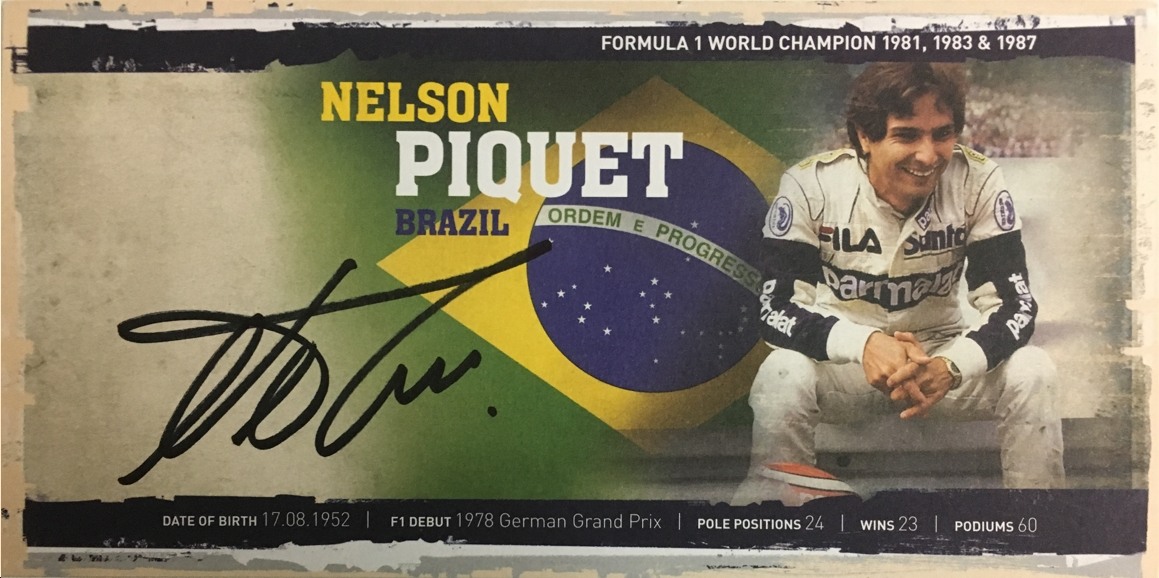 FORMULA 1 WORLD CHAMPION 1981, 1983 & 1987
NELSON
PIQUET
BRAZIL
ORDEM E PROGRESSO
FILA
parmalat
parmalat
parmalat
DATE OF BIRTH 17.08.1952 | F1 DEBUT 1978 German Grand Prix | POLE POSITIONS 24 | WINS 23 | PODIUMS 60